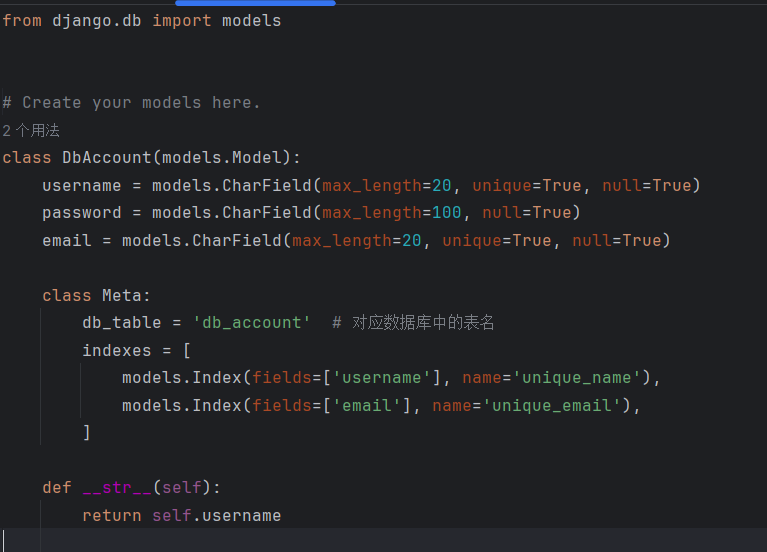 from django.db import models
# Create your models here.
2 个用法
class DbAccount(models.Model):
    username = models.CharField(max_length=20, unique=True, null=True)
    password = models.CharField(max_length=100, null=True)
    email = models.CharField(max_length=20, unique=True, null=True)
    class Meta:
        db_table = 'db_account'  # 对应数据库中的表名
        indexes = [
            models.Index(fields=['username'], name='unique_name'),
            models.Index(fields=['email'], name='unique_email'),
        ]
    def __str__(self):
        return self.username